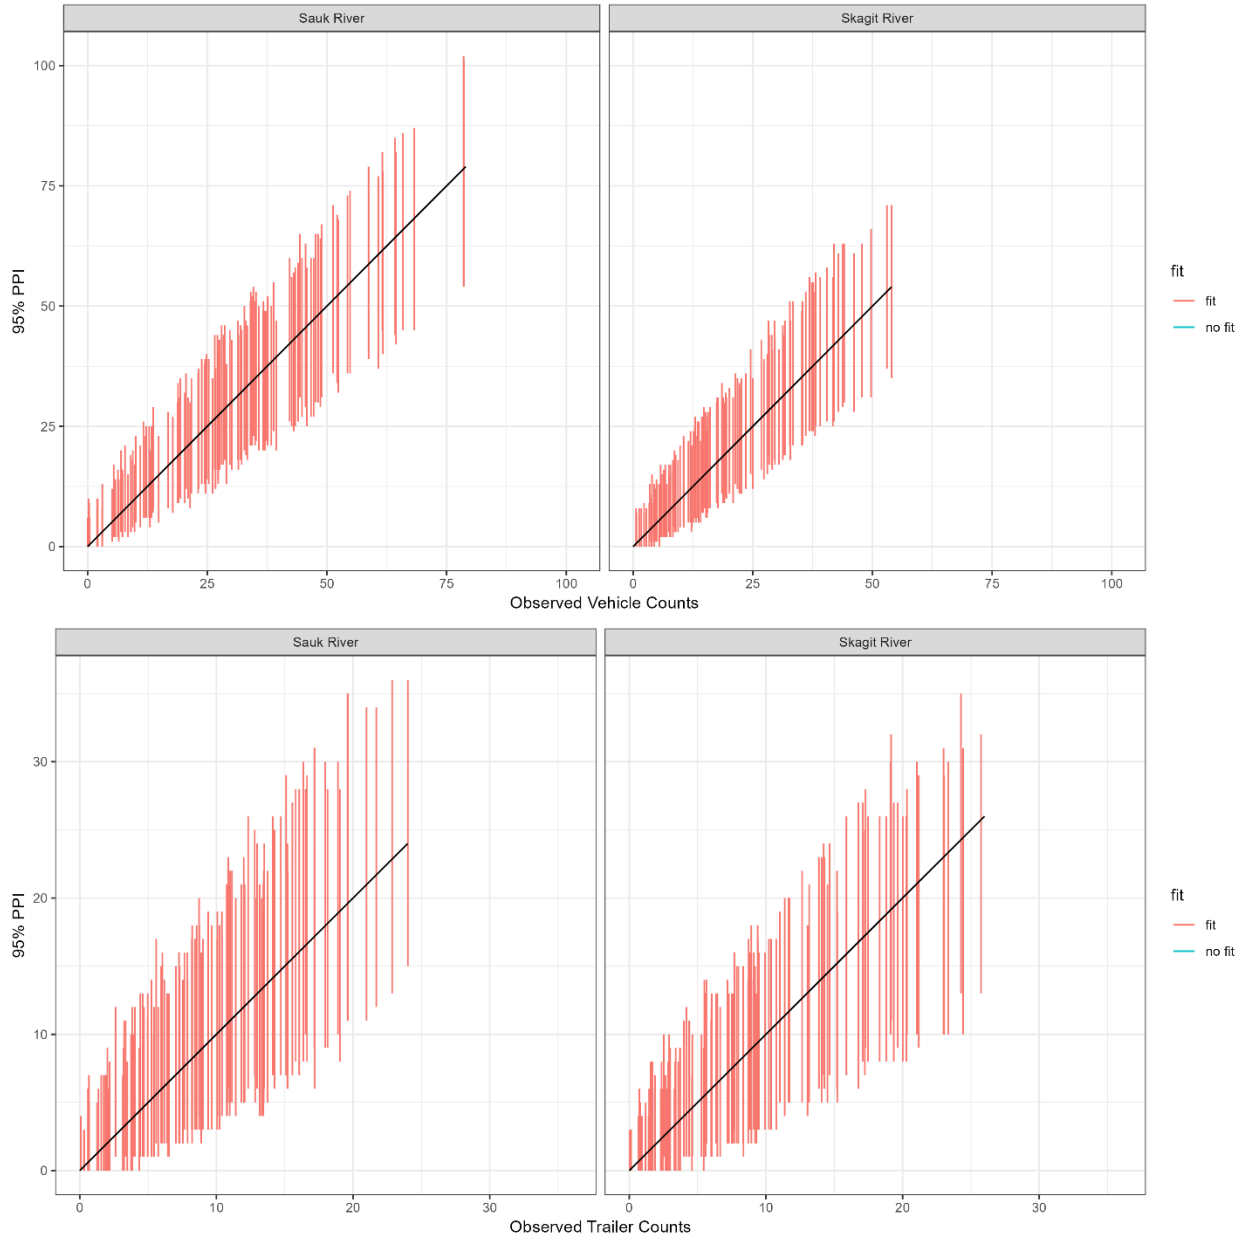 Sauk River
Skagit River
100
75
50
25
0
95% PPI
0 25 50 75 100
0 25 50 75 100
Observed Vehicle Counts
fit
fit
no fit
Sauk River
Skagit River
30
20
10
0
95% PPI
0 10 20 30
0 10 20 30
Observed Trailer Counts
fit
fit
no fit